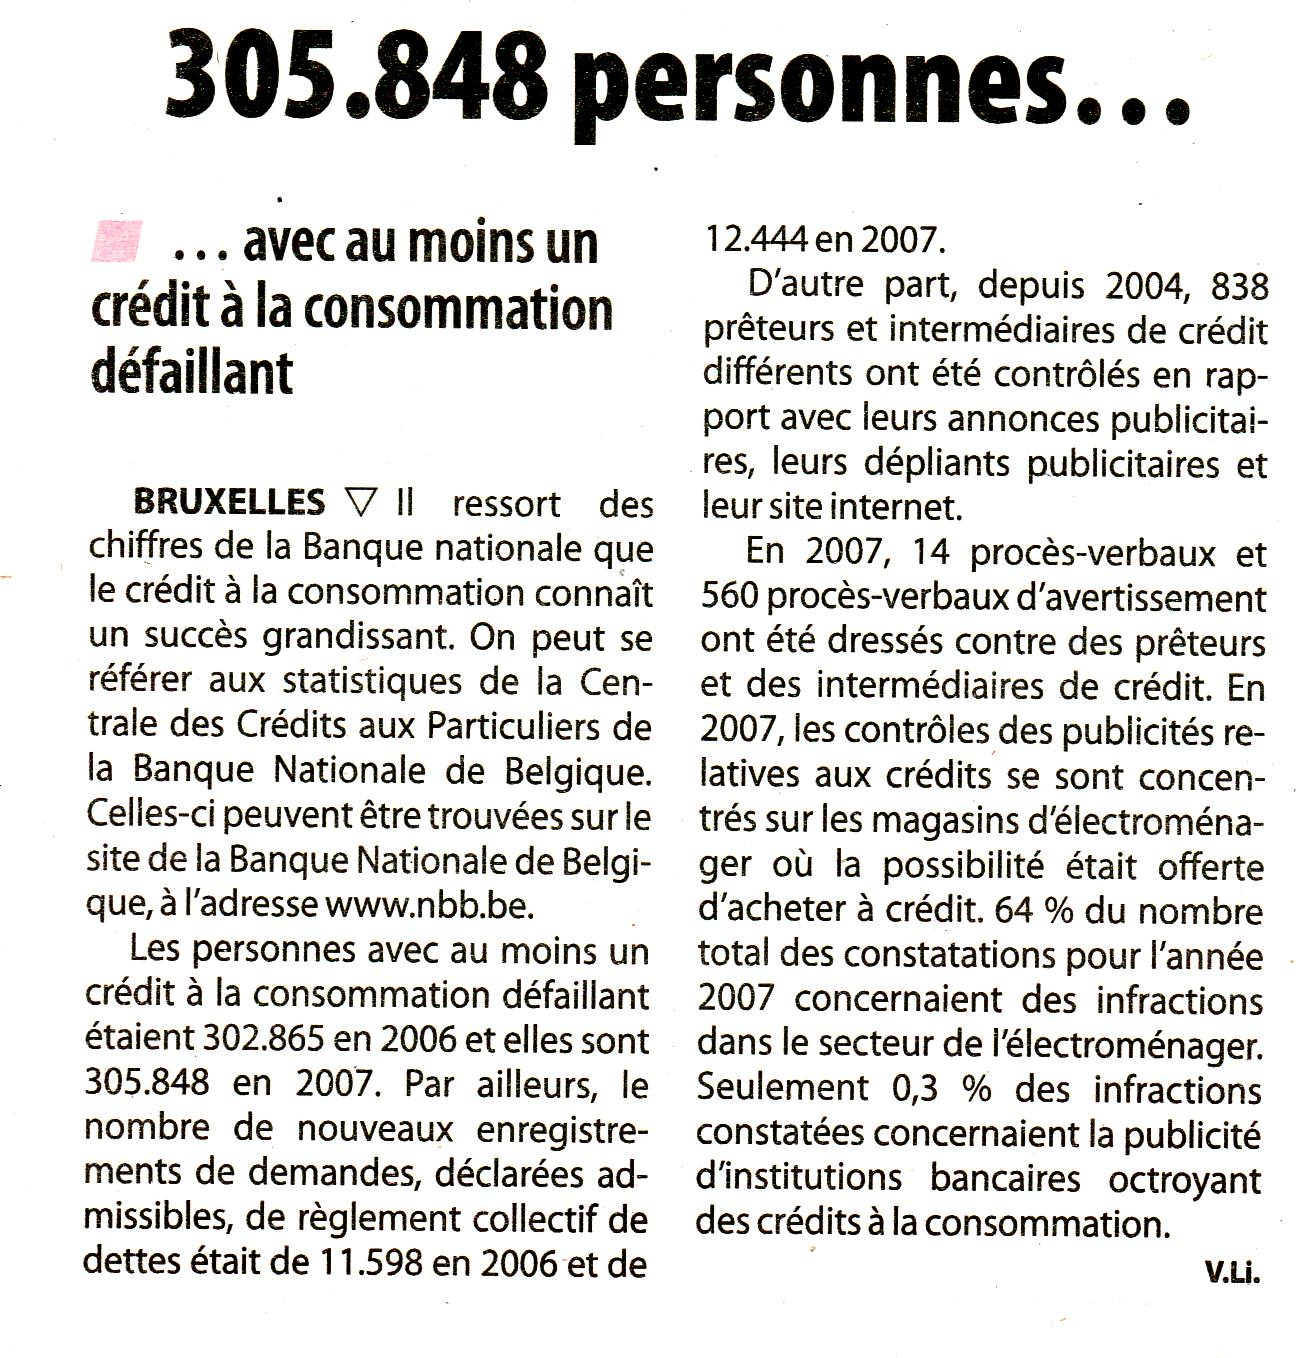 305.848 personnes...
... avec au moins un
crédit à la consommation
défaillant
BRUXELLES ▽ Il ressort des
chiffres de la Banque nationale que
le crédit à la consommation connaît
un succès grandissant. On peut se
référer aux statistiques de la Cen-
trale des Crédits aux Particuliers de
la Banque Nationale de Belgique.
Celles-ci peuvent être trouvées sur le
site de la Banque Nationale de Belgi-
que, à l'adresse www.nbb.be.
Les personnes avec au moins un
crédit à la consommation défaillant
étaient 302.865 en 2006 et elles sont
305.848 en 2007. Par ailleurs, le
nombre de nouveaux enregistre-
ments de demandes, déclarées ad-
missibles, de règlement collectif de
dettes était de 11.598 en 2006 et de
12.444 en 2007.
D'autre part, depuis 2004, 838
prêteurs et intermédiaires de crédit
différents ont été contrôlés en rap-
port avec leurs annonces publicitai-
res, leurs dépliants publicitaires et
leur site internet.
En 2007, 14 procès-verbaux et
560 procès-verbaux d'avertissement
ont été dressés contre des prêteurs
et des intermédiaires de crédit. En
2007, les contrôles des publicités re-
latives aux crédits se sont concen-
trés sur les magasins d'électroména-
ger où la possibilité était offerte
d'acheter à crédit. 64 % du nombre
total des constatations pour l'année
2007 concernaient des infractions
dans le secteur de l'électroménager.
Seulement 0,3 % des infractions
constatées concernaient la publicité
d'institutions bancaires octroyant
des crédits à la consommation.
V.Li.